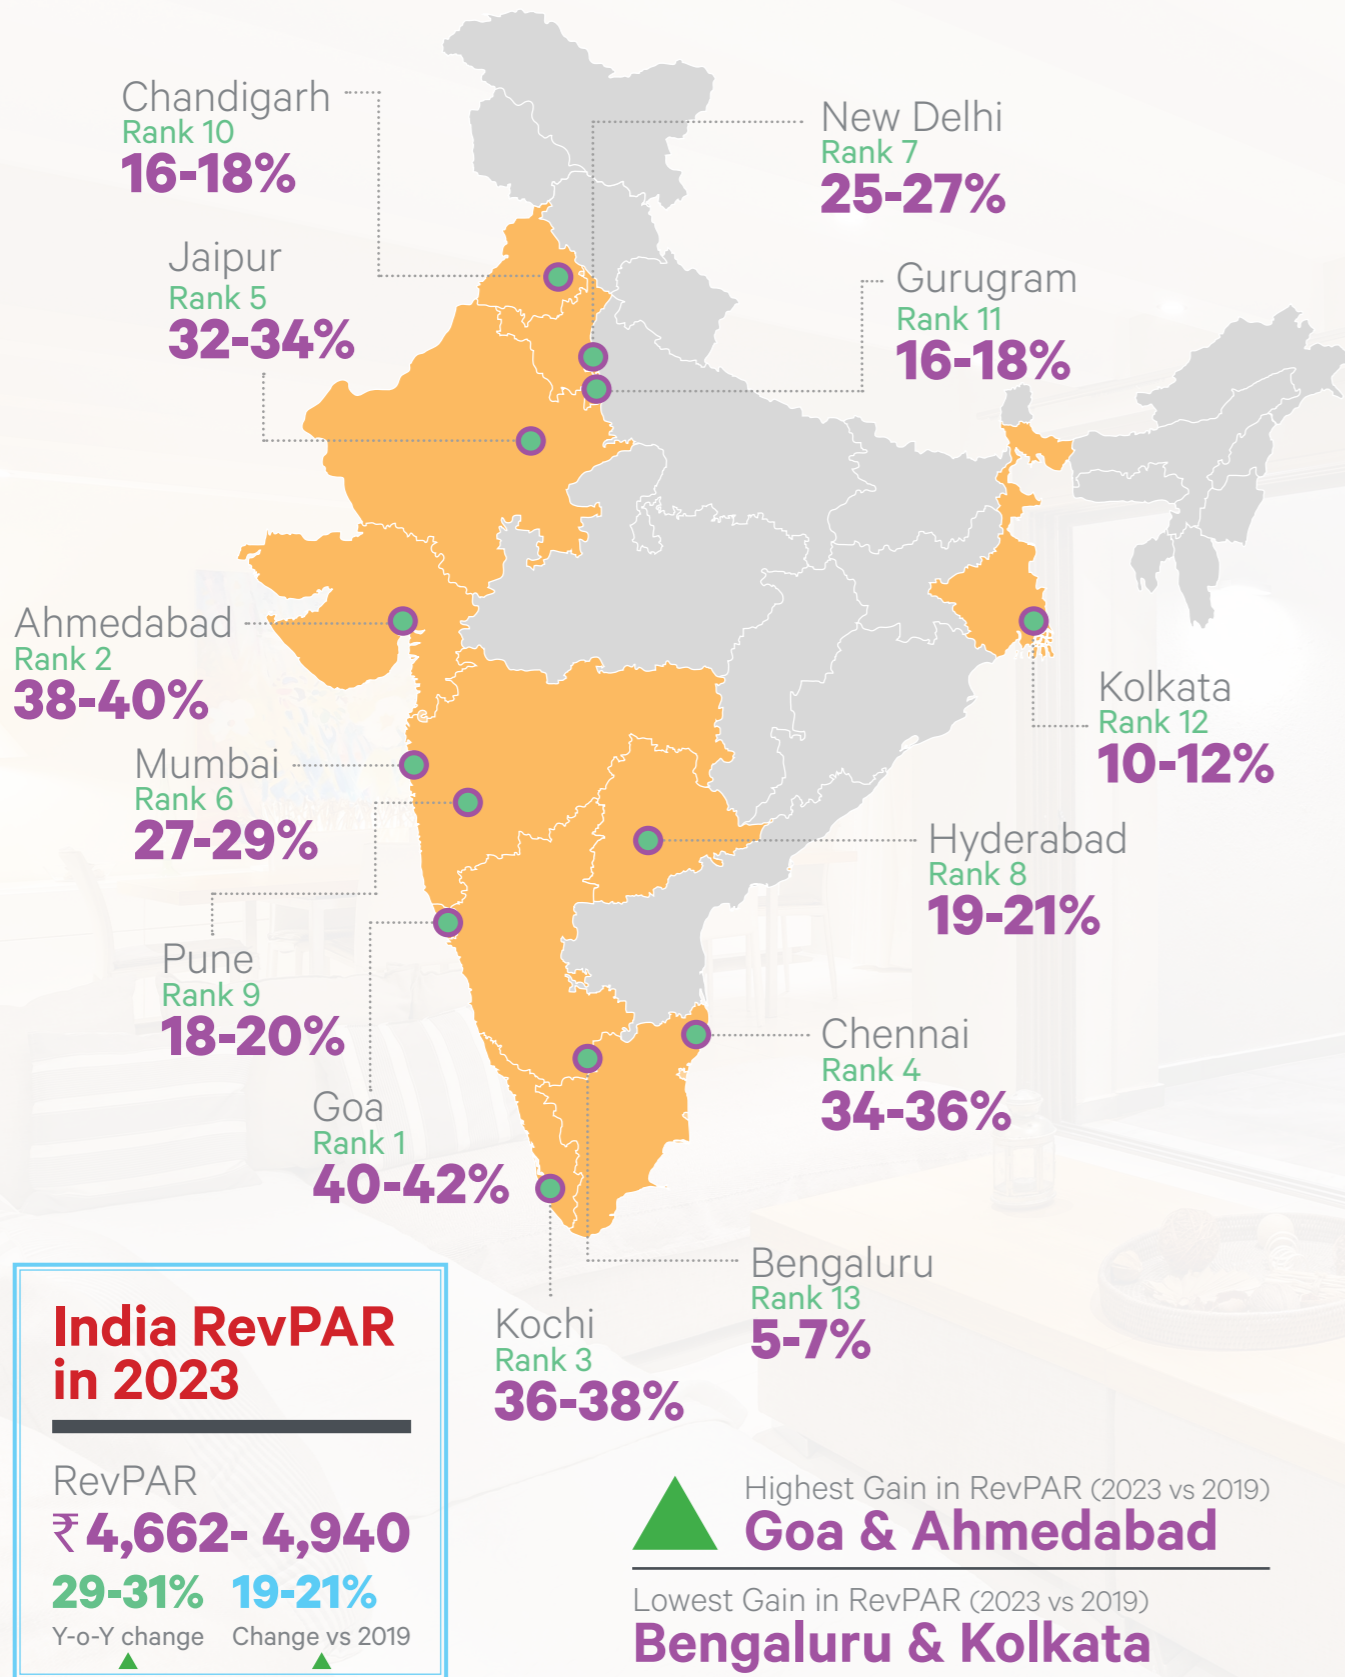 Chandigarh
Rank 10
16-18%
New Delhi
Rank 7
25-27%
Jaipur
Rank 5
32-34%
Gurugram
Rank 11
16-18%
Ahmedabad
Rank 2
38-40%
Kolkata
Rank 12
10-12%
Mumbai
Rank 6
27-29%
Hyderabad
Rank 8
19-21%
Pune
Rank 9
18-20%
Chennai
Rank 4
34-36%
Goa
Rank 1
40-42%
Bengaluru
Rank 13
5-7%
Kochi
Rank 3
36-38%
India RevPAR
in 2023
RevPAR
₹4,662- 4,940
29-31% 19-21%
Y-o-Y change Change vs 2019
Highest Gain in RevPAR (2023 vs 2019)
Goa & Ahmedabad
Lowest Gain in RevPAR (2023 vs 2019)
Bengaluru & Kolkata